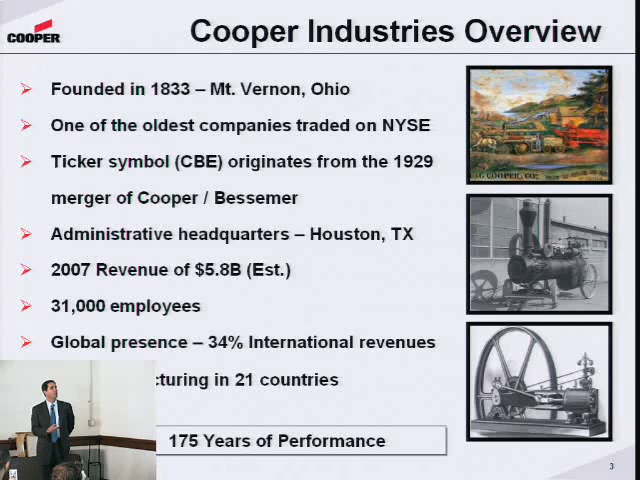 COOPER
Cooper Industries Overview
Founded in 1833 – Mt. Vernon, Ohio
One of the oldest companies traded on NYSE
Ticker symbol (CBE) originates from the 1929
merger of Cooper / Bessemer
Administrative headquarters – Houston, TX
2007 Revenue of $5.8B (Est.)
31,000 employees
Global presence – 34% International revenues
cturing in 21 countries
175 Years of Performance
& G COOPER, CO
3